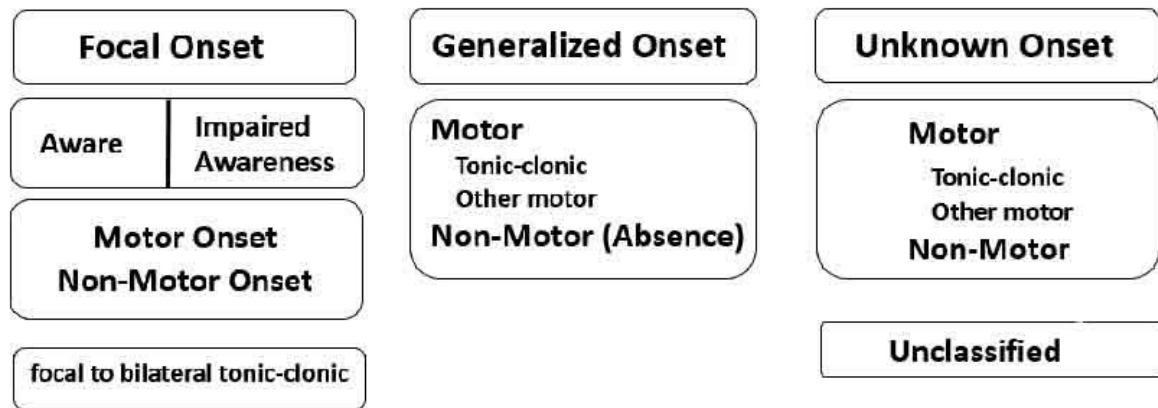 Focal Onset
Aware
Impaired
Awareness
Motor Onset
Non-Motor Onset
focal to bilateral tonic-clonic
Generalized Onset
Motor
Tonic-clonic
Other motor
Non-Motor (Absence)
Unknown Onset
Motor
Tonic-clonic
Other motor
Non-Motor
Unclassified